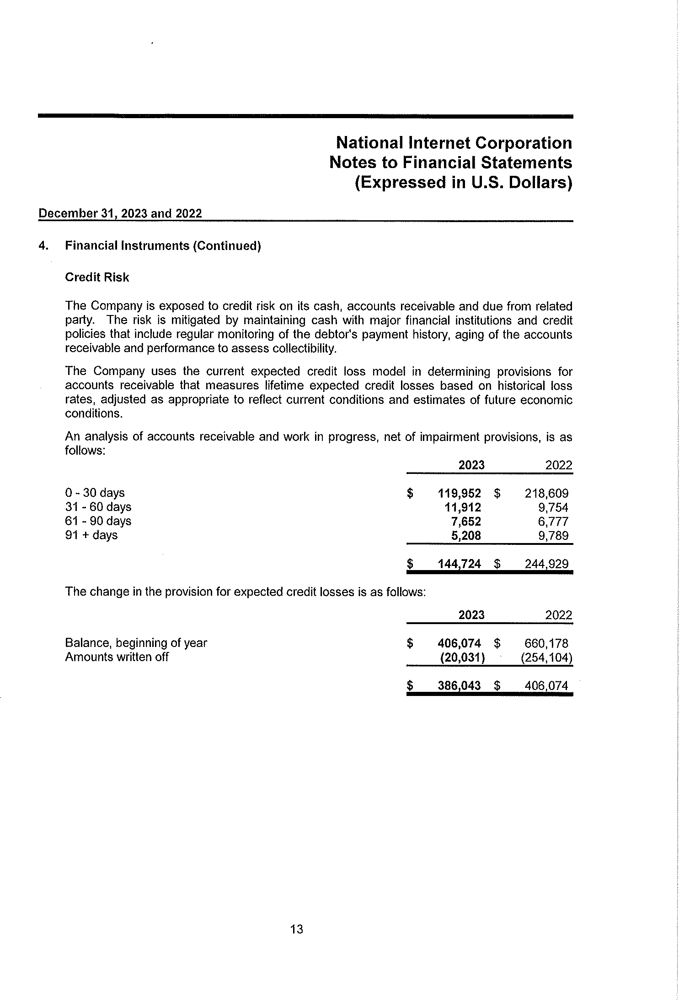 National Internet Corporation
Notes to Financial Statements
(Expressed in U.S. Dollars)
December 31, 2023 and 2022
4. Financial Instruments (Continued)
Credit Risk
The Company is exposed to credit risk on its cash, accounts receivable and due from related
party. The risk is mitigated by maintaining cash with major financial institutions and credit
policies that include regular monitoring of the debtor's payment history, aging of the accounts
receivable and performance to assess collectibility.
The Company uses the current expected credit loss model in determining provisions for
accounts receivable that measures lifetime expected credit losses based on historical loss
rates, adjusted as appropriate to reflect current conditions and estimates of future economic
conditions.
An analysis of accounts receivable and work in progress, net of impairment provisions, is as
follows:
2023 2022
0 - 30 days $ 119,952 $ 218,609
31 - 60 days 11,912 9,754
61 - 90 days 7,652 6,777
91 + days 5,208 9,789
$ 144,724 $ 244,929
The change in the provision for expected credit losses is as follows:
2023 2022
Balance, beginning of year $ 406,074 $ 660,178
Amounts written off (20,031) (254,104)
$ 386,043 $ 406,074
13